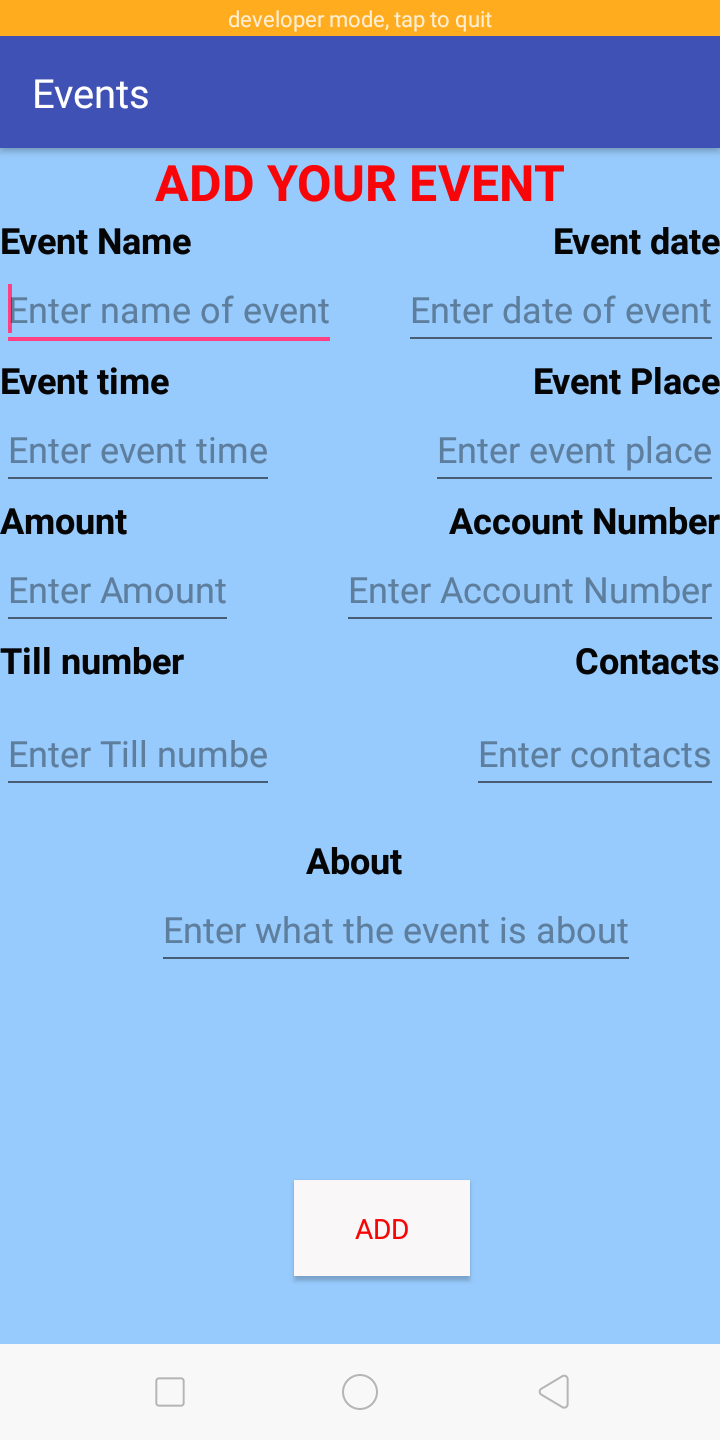 developer mode, tap to quit
Events
ADD YOUR EVENT
Event Name Event date
Enter name of event Enter date of event
Event time Event Place
Enter event time Enter event place
Amount Account Number
Enter Amount Enter Account Number
Till number Contacts
Enter Till numbe Enter contacts
About
Enter what the event is about
ADD